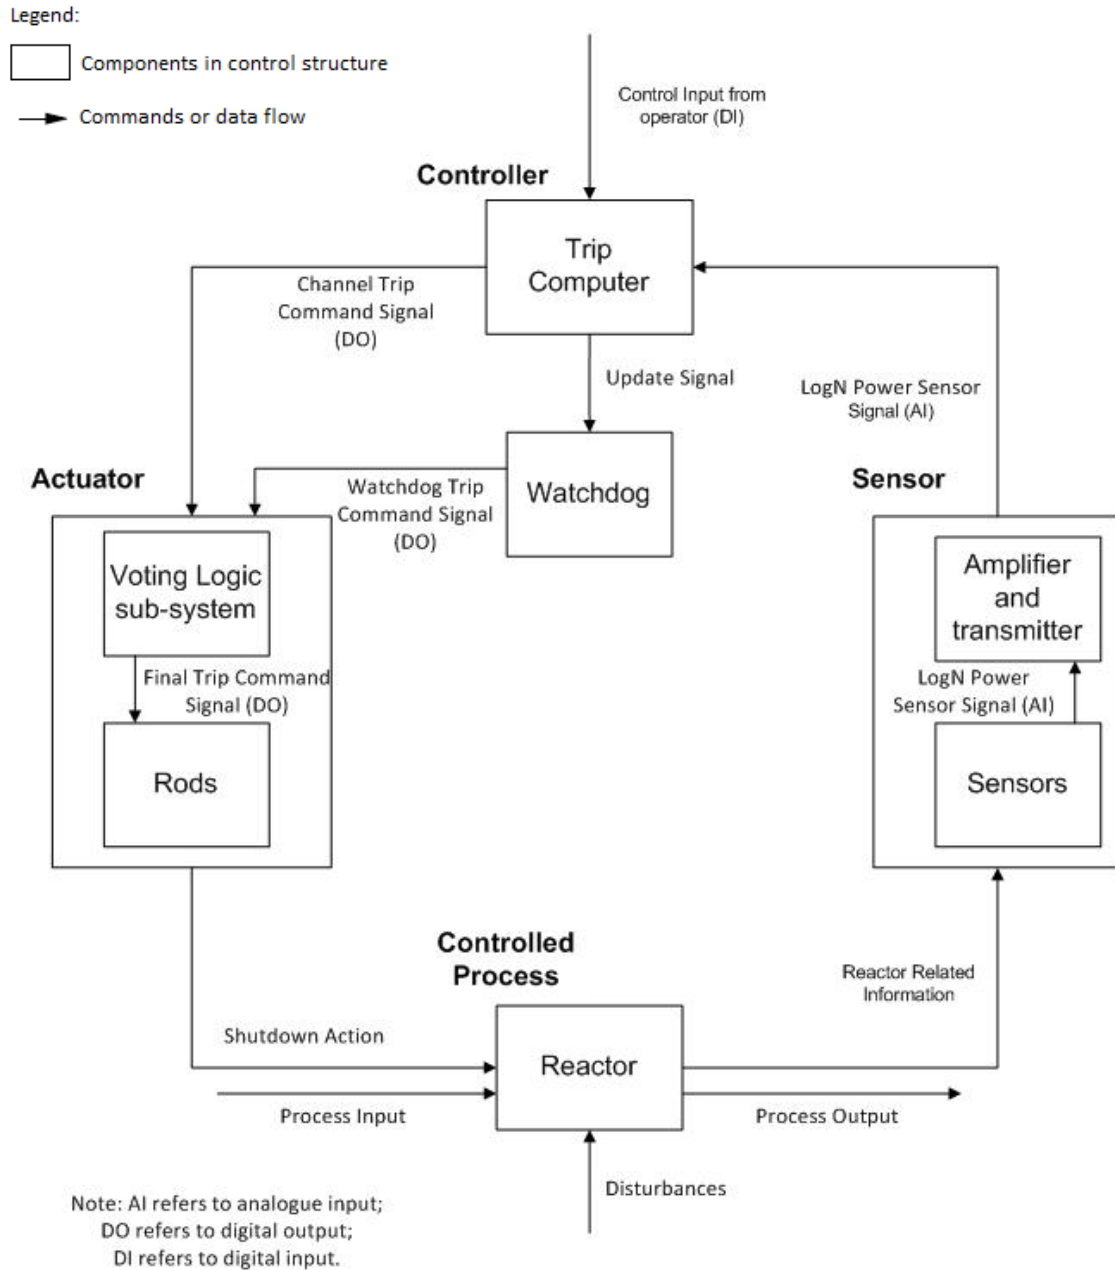 Legend:
Components in control structure
Commands or data flow
Control Input from
operator (DI)
Controller
Trip
Computer
Channel Trip
Command Signal
(DO)
Update Signal
LogN Power Sensor
Signal (AI)
Actuator
Watchdog Trip
Command Signal
(DO)
Watchdog
Sensor
Voting Logic
sub-system
Amplifier
and
transmitter
Final Trip Command
Signal (DO)
LogN Power
Sensor Signal (AI)
Rods
Sensors
Controlled
Process
Reactor Related
Information
Shutdown Action
Reactor
Process Input
Process Output
Disturbances
Note: AI refers to analogue input;
DO refers to digital output;
DI refers to digital input.